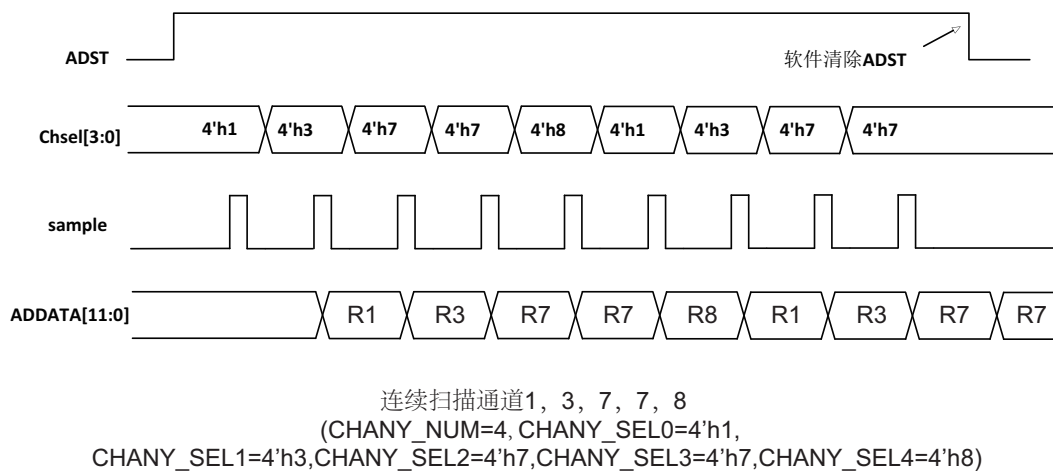 ADST
软件清除ADST
Chsel[3:0]
4'h1 4'h3 4'h7 4'h7 4'h8 4'h1 4'h3 4'h7 4'h7
sample
ADDATA[11:0]
R1 R3 R7 R7 R8 R1 R3 R7 R7
连续扫描通道1，3，7，7，8
(CHANY_NUM=4, CHANY_SEL0=4’h1,
CHANY_SEL1=4’h3,CHANY_SEL2=4’h7,CHANY_SEL3=4’h7,CHANY_SEL4=4’h8)